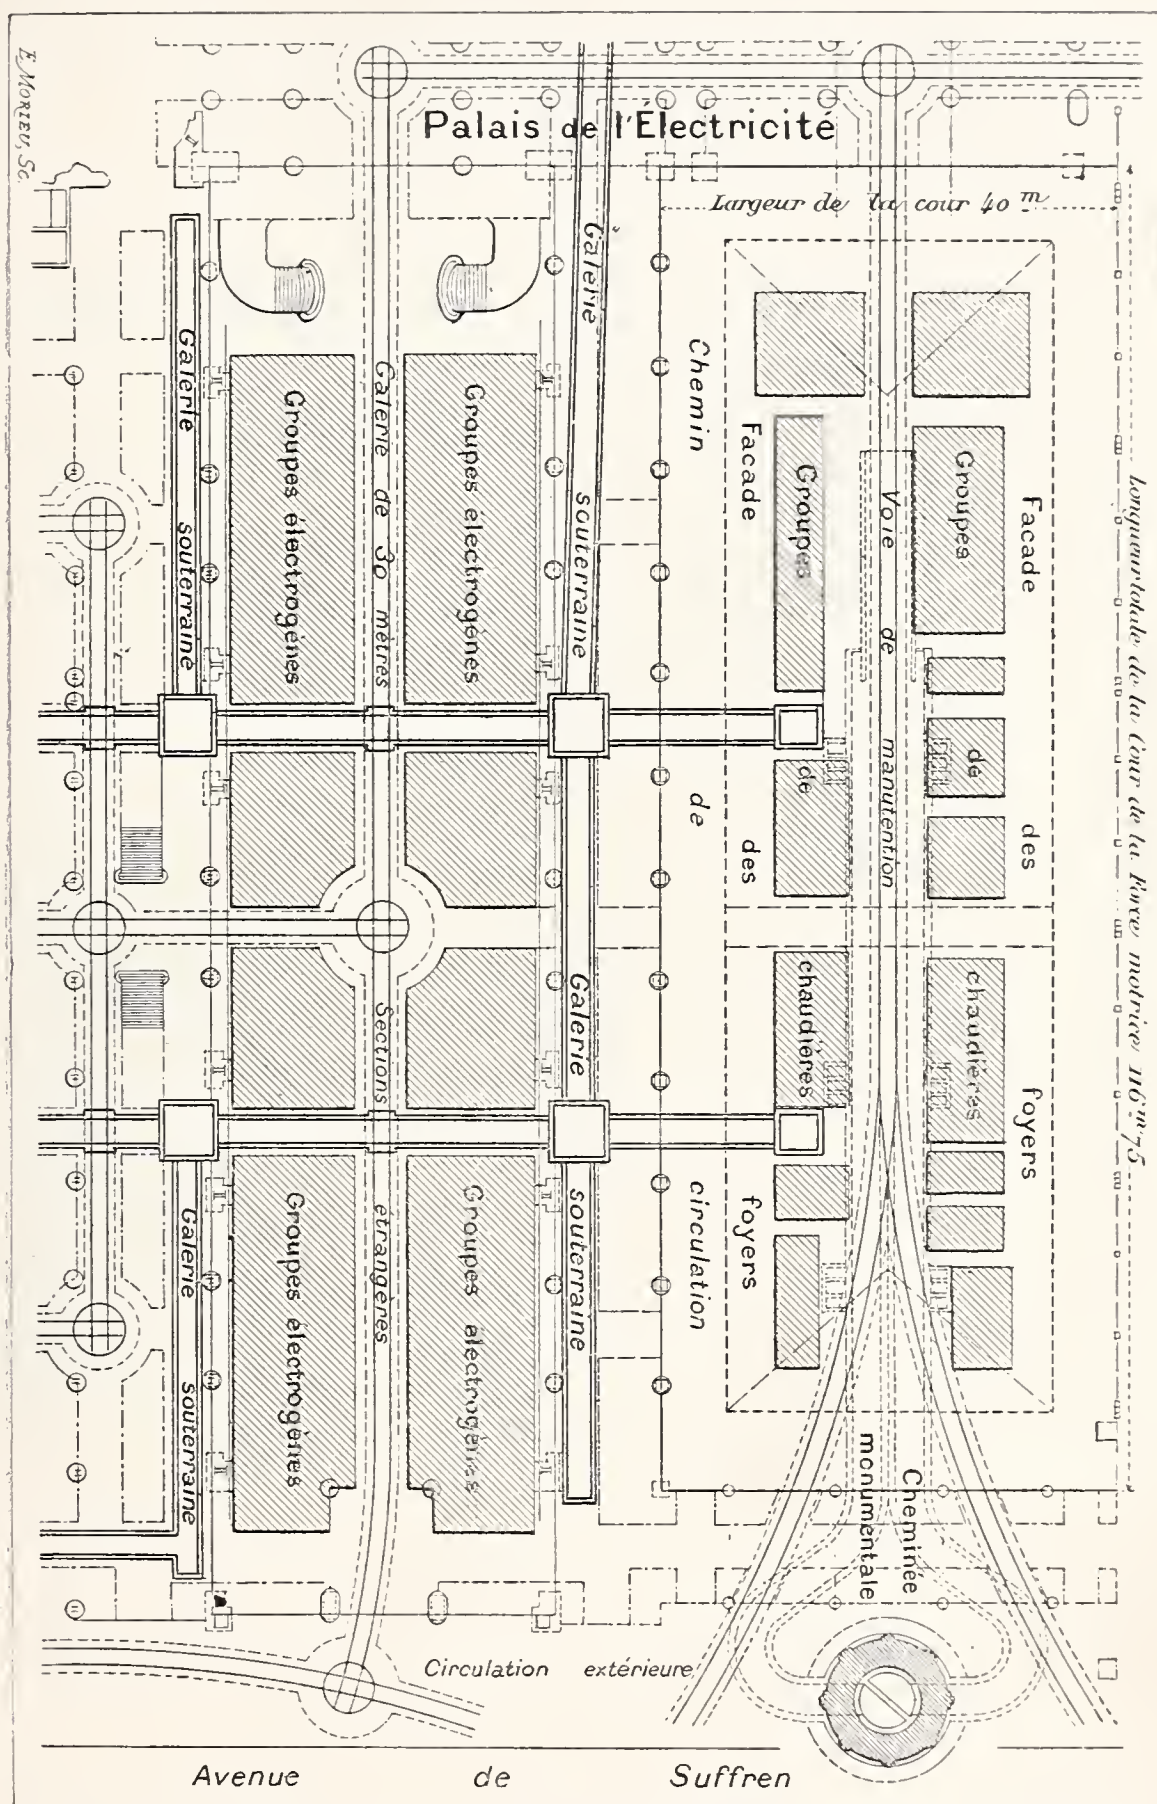 E. MORIEU, Sc.
Palais de l'Électricité
Largeur de la cour 40 m
Longueur totale de la Cour de la Force motrice 116 m 75
Galerie souterraine
Groupes électrogènes
Galerie de 30 mètres
Groupes électrogènes
Galerie souterraine
Chemin de circulation
Facade des foyers
Groupes de chaudières
Voie de manutention
Groupes de chaudières
Facade des foyers
Galerie souterraine
Groupes électrogènes
Sections étrangères
Groupes électrogènes
Galerie souterraine
Cheminée
monumentale
Circulation extérieure
Avenue de Suffren